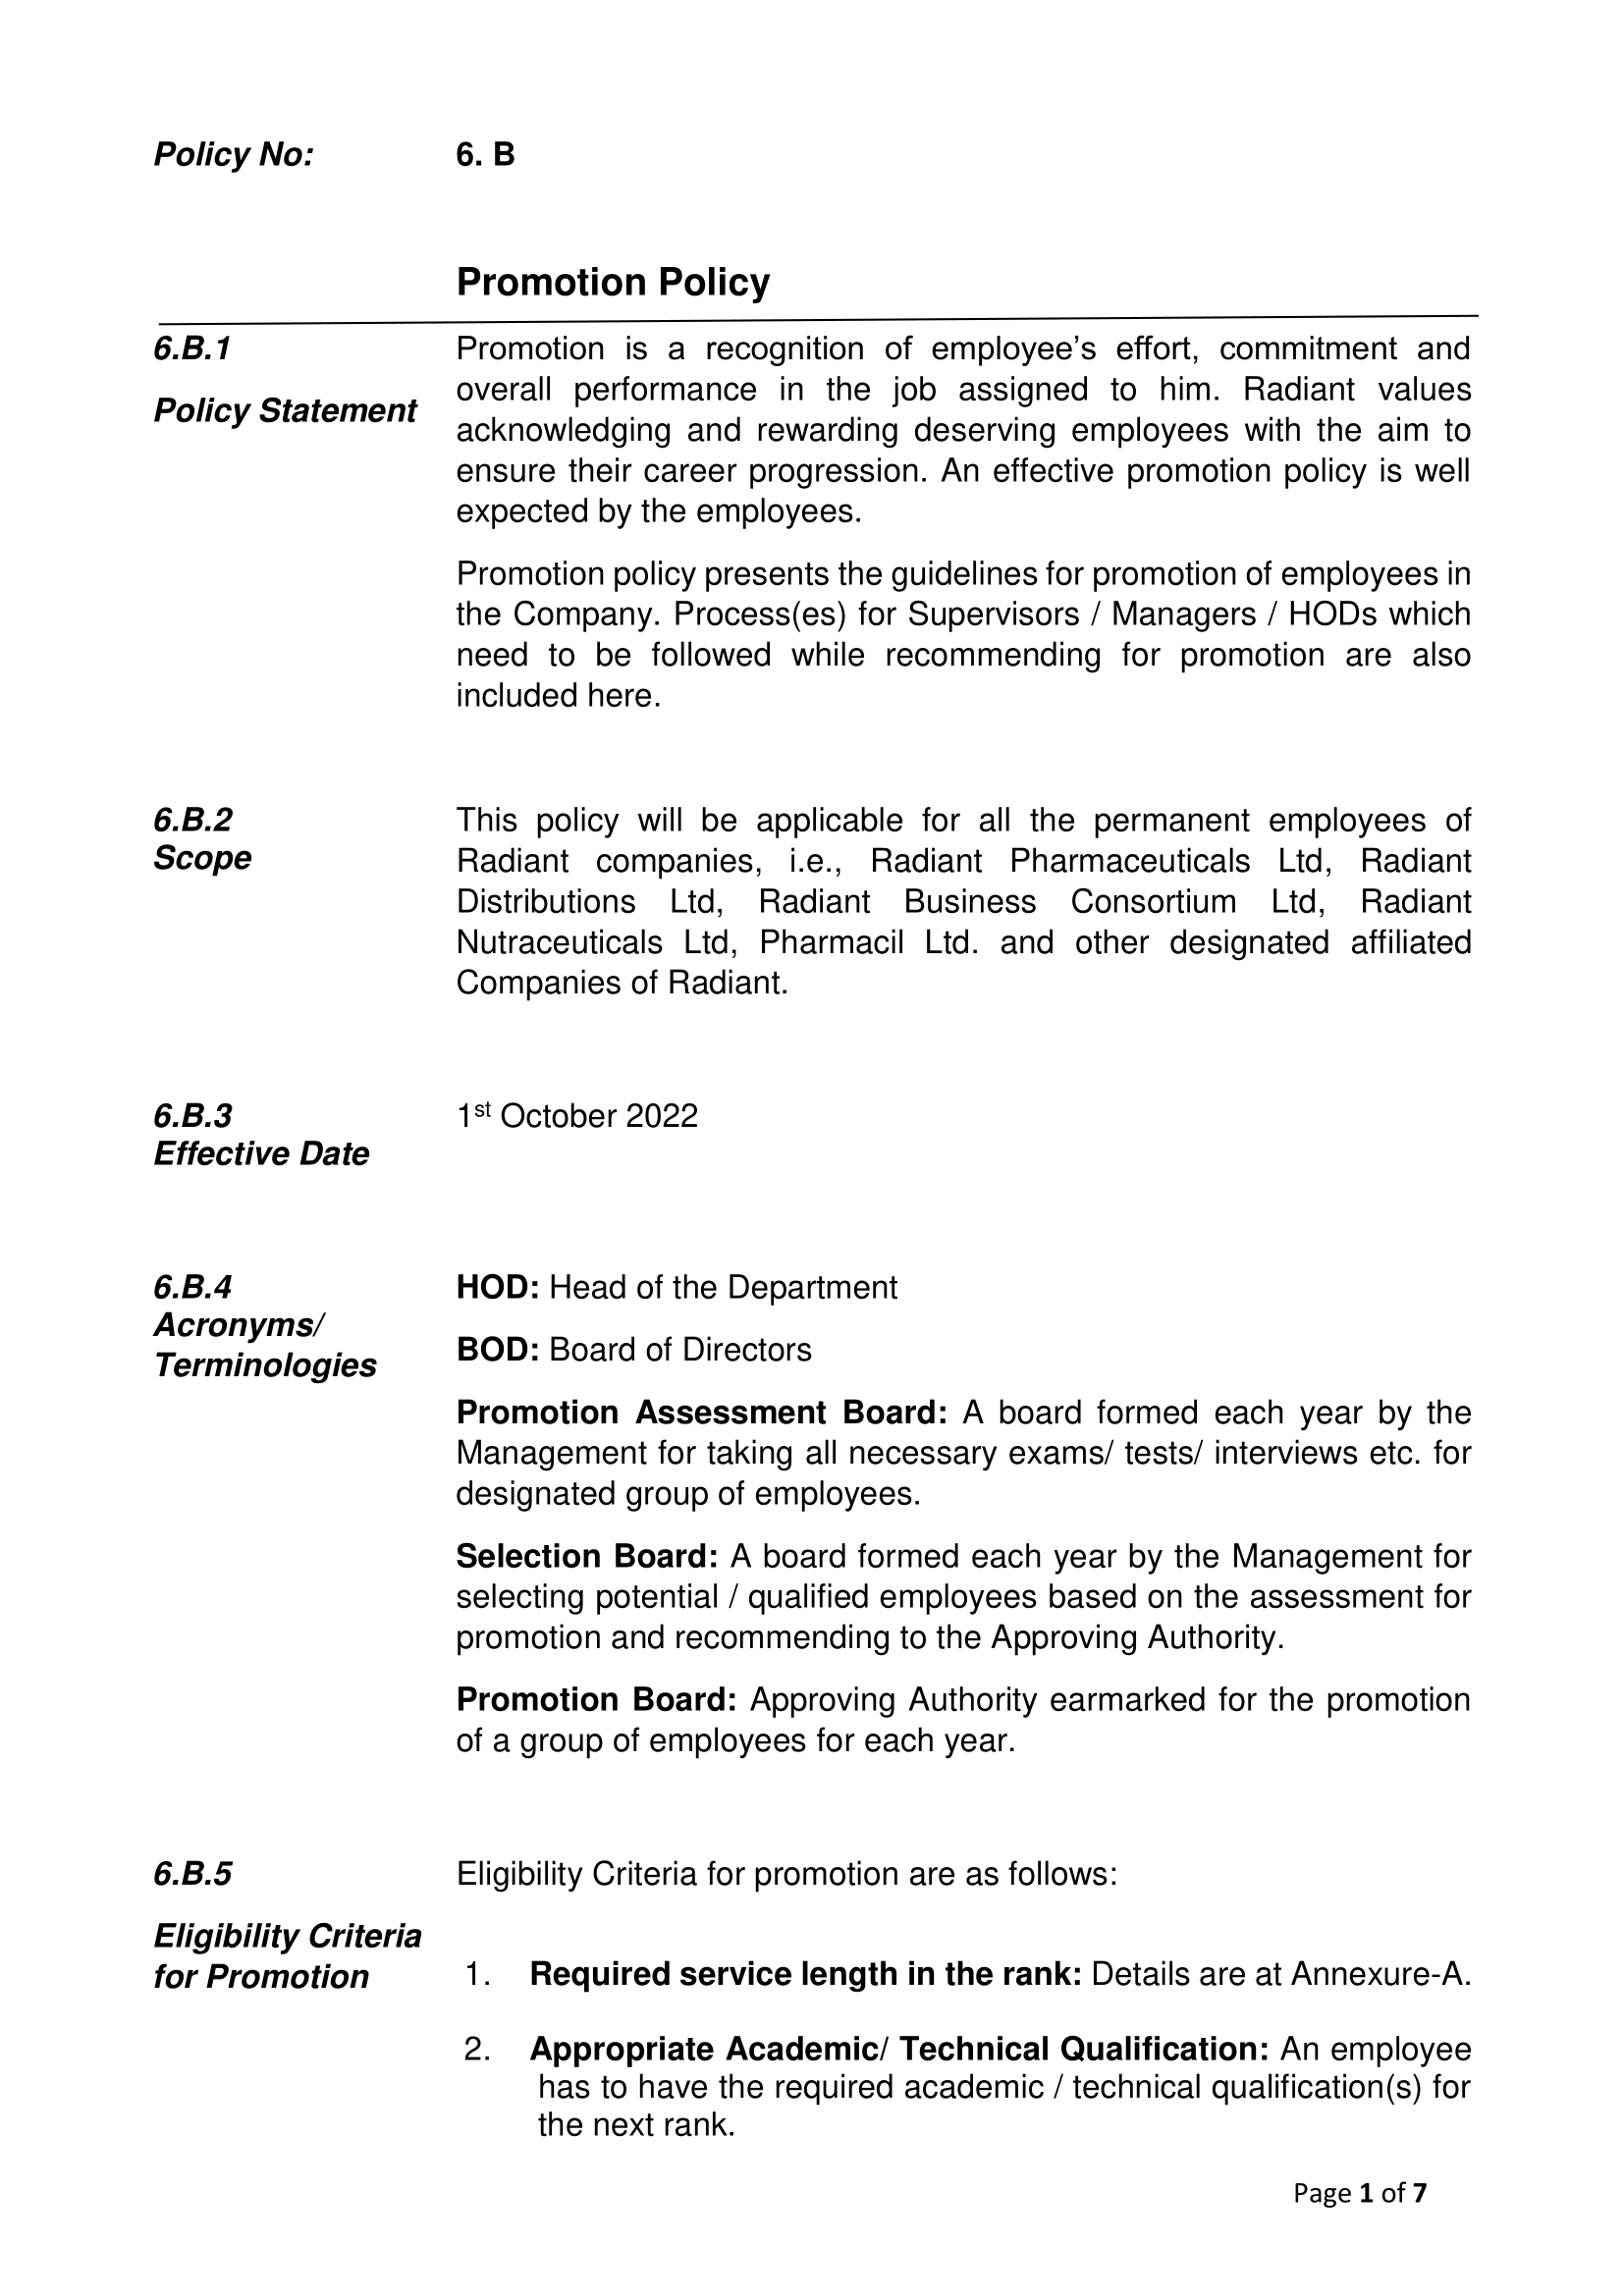 Policy No: 6. B
Promotion Policy
6.B.1
Policy Statement
Promotion is a recognition of employee’s effort, commitment and
overall performance in the job assigned to him. Radiant values
acknowledging and rewarding deserving employees with the aim to
ensure their career progression. An effective promotion policy is well
expected by the employees.
Promotion policy presents the guidelines for promotion of employees in
the Company. Process(es) for Supervisors / Managers / HODs which
need to be followed while recommending for promotion are also
included here.
6.B.2
Scope
This policy will be applicable for all the permanent employees of
Radiant companies, i.e., Radiant Pharmaceuticals Ltd, Radiant
Distributions Ltd, Radiant Business Consortium Ltd, Radiant
Nutraceuticals Ltd, Pharmacil Ltd. and other designated affiliated
Companies of Radiant.
6.B.3
Effective Date
1st October 2022
6.B.4
Acronyms/
Terminologies
HOD: Head of the Department
BOD: Board of Directors
Promotion Assessment Board: A board formed each year by the
Management for taking all necessary exams/ tests/ interviews etc. for
designated group of employees.
Selection Board: A board formed each year by the Management for
selecting potential / qualified employees based on the assessment for
promotion and recommending to the Approving Authority.
Promotion Board: Approving Authority earmarked for the promotion
of a group of employees for each year.
6.B.5
Eligibility Criteria
for Promotion
Eligibility Criteria for promotion are as follows:
1. Required service length in the rank: Details are at Annexure-A.
2. Appropriate Academic/ Technical Qualification: An employee
has to have the required academic / technical qualification(s) for
the next rank.
Page 1 of 7